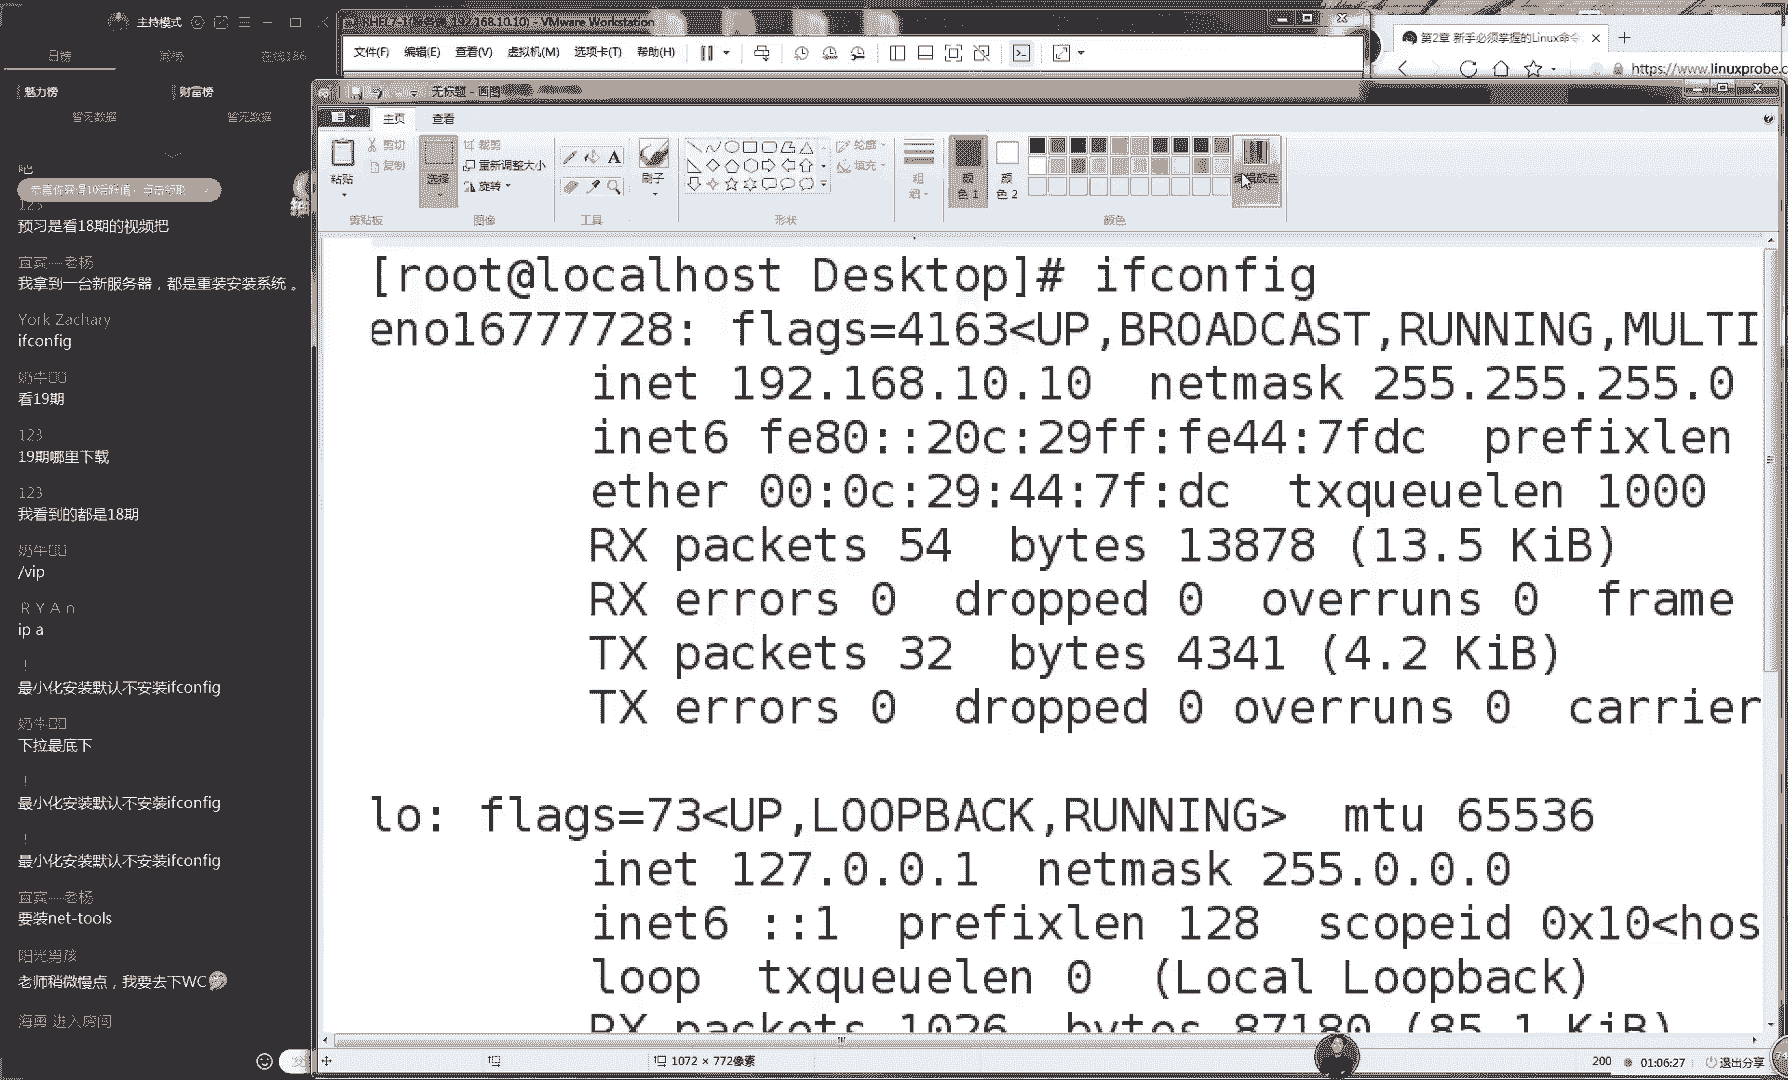 主持模式
日榜
在线186
魅力榜
财富榜
暂无数据
暂无数据
吧
123
预习是看18期的视频把
宜宾---老杨
我拿到一台新服务器，都是重装安装系统 。
York Zachary
ifconfig
奶牛
看19期
123
19期哪里下载
123
我看到的都是18期
奶牛
/vip
R Y A n
ip a
！
最小化安装默认不安装ifconfig
奶牛
下拉最底下
！
最小化安装默认不安装ifconfig
！
最小化安装默认不安装ifconfig
宜宾---老杨
要装net-tools
阳光男孩
老师稍微慢点，我要去下WC
进入房间
192.168.10.10) - VMware Workstation
文件(F) 编辑(E) 查看(V) 虚拟机(M) 选项卡(T) 帮助(H)
第2章 新手必须掌握的Linux命令
https://www.linuxprobe.c
无标题 - 画图
主页 查看
粘贴
剪切
复制
剪贴板
选择
裁剪
重新调整大小
旋转
图像
A
工具
刷子
轮廓
填充
形状
粗细
颜色 1
颜色 2
编辑颜色
颜色
[root@localhost Desktop]# ifconfig
eno16777728: flags=4163<UP,BROADCAST,RUNNING,MULTI
inet 192.168.10.10 netmask 255.255.255.0
inet6 fe80::20c:29ff:fe44:7fdc prefixlen
ether 00:0c:29:44:7f:dc txqueuelen 1000
RX packets 54 bytes 13878 (13.5 KiB)
RX errors 0 dropped 0 overruns 0 frame
TX packets 32 bytes 4341 (4.2 KiB)
TX errors 0 dropped 0 overruns 0 carrier
lo: flags=73<UP,LOOPBACK,RUNNING> mtu 65536
inet 127.0.0.1 netmask 255.0.0.0
inet6 ::1 prefixlen 128 scopeid 0x10<hos
loop txqueuelen 0 (Local Loopback)
RX packets 1026 bytes 87180 (85.1 KiB)
1072 × 772像素
200
01:06:27
退出分享